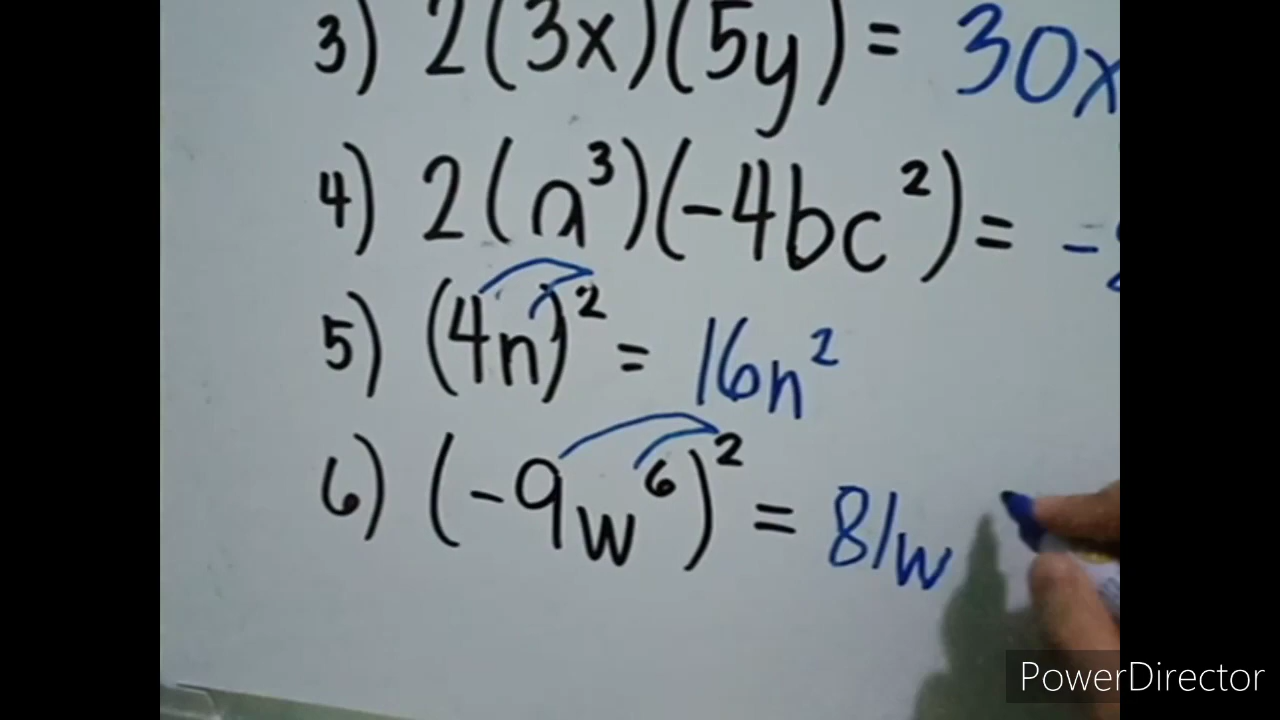 3) 2(3x)(5y) = 30x
4) 2(a³)(-4bc²) = -
5) (4n)² = 16n²
6) (-9w⁶)² = 81w
PowerDirector